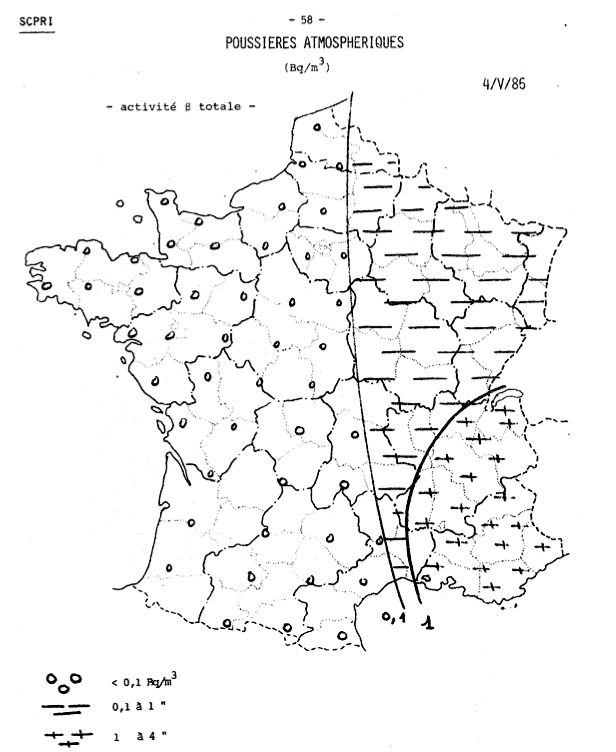 SCPRI
- 58 -
POUSSIERES ATMOSPHERIQUES
(Bq/m³)
4/V/86
- activité β totale -
0,1 1
< 0,1 Bq/m³
0,1 à 1 "
1 à 4 "